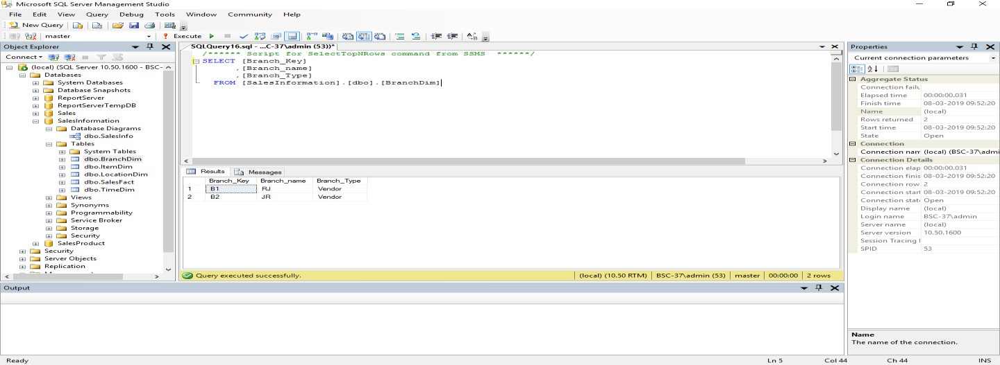 Microsoft SQL Server Management Studio
File Edit View Query Debug Tools Window Community Help
New Query
master Execute
Object Explorer
Connect
(local) (SQL Server 10.50.1600 - BSC-
Databases
System Databases
Database Snapshots
ReportServer
ReportServerTempDB
Sales
SalesInformation
Database Diagrams
dbo.SalesInfo
Tables
System Tables
dbo.BranchDim
dbo.ItemDim
dbo.LocationDim
dbo.SalesFact
dbo.TimeDim
Views
Synonyms
Programmability
Service Broker
Storage
Security
SalesProduct
Security
Server Objects
Replication
SQLQuery16.sql - ...C-37\admin (53))*
/****** Script for SelectTopNRows command from SSMS ******/
SELECT [Branch_Key]
,[Branch_name]
,[Branch_Type]
FROM [SalesInformation].[dbo].[BranchDim]
Results Messages
Branch_Key Branch_name Branch_Type
1 B1 RJ Vendor
2 B2 JR Vendor
Query executed successfully. (local) (10.50 RTM) BSC-37\admin (53) master 00:00:00 2 rows
Properties
Current connection parameters
Aggregate Status
Connection failu
Elapsed time 00:00:00.031
Finish time 08-03-2019 09:52:20
Name (local)
Rows returned 2
Start time 08-03-2019 09:52:20
State Open
Connection
Connection nam (local) (BSC-37\admi
Connection Details
Connection elap 00:00:00.031
Connection finis 08-03-2019 09:52:20
Connection row 2
Connection start 08-03-2019 09:52:20
Connection stat Open
Display name (local)
Login name BSC-37\admin
Server name (local)
Server version 10.50.1600
Session Tracing I
SPID 53
Name
The name of the connection.
Output
Ready Ln 5 Col 44 Ch 44 INS